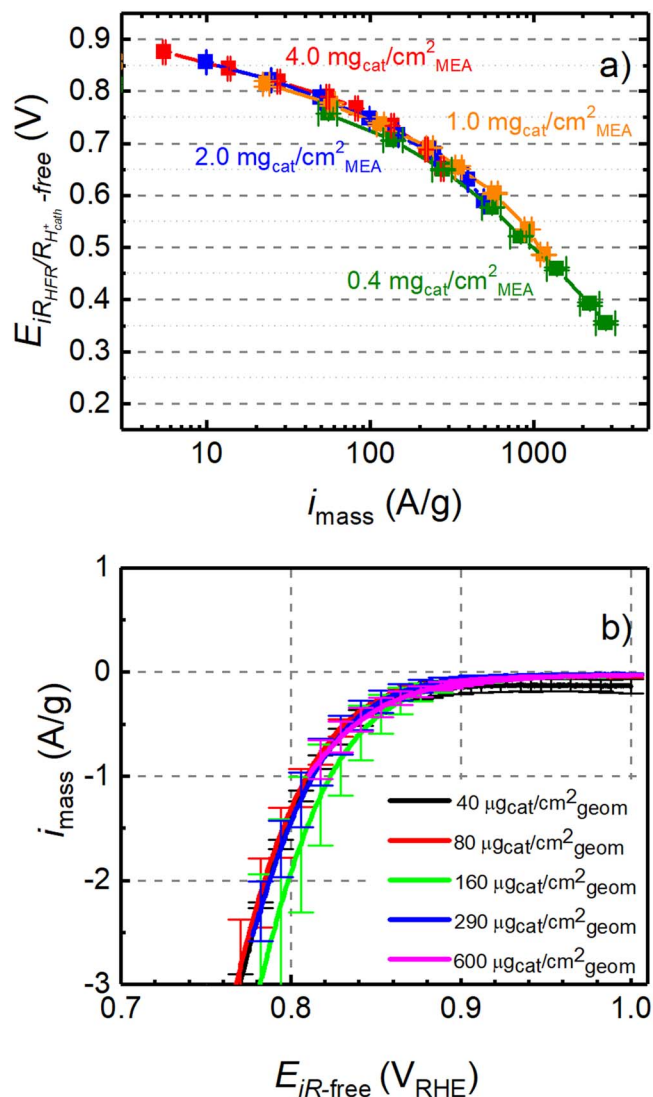 a)
0.9
0.8
0.7
0.6
0.5
0.4
0.3
0.2
E_iR_HFR/R_H+_cath -free (V)
4.0 mg_cat/cm²_MEA
2.0 mg_cat/cm²_MEA
1.0 mg_cat/cm²_MEA
0.4 mg_cat/cm²_MEA
10 100 1000
i_mass (A/g)
b)
1
0
-1
-2
-3
i_mass (A/g)
40 µg_cat/cm²_geom
80 µg_cat/cm²_geom
160 µg_cat/cm²_geom
290 µg_cat/cm²_geom
600 µg_cat/cm²_geom
0.7 0.8 0.9 1.0
E_iR-free (V_RHE)